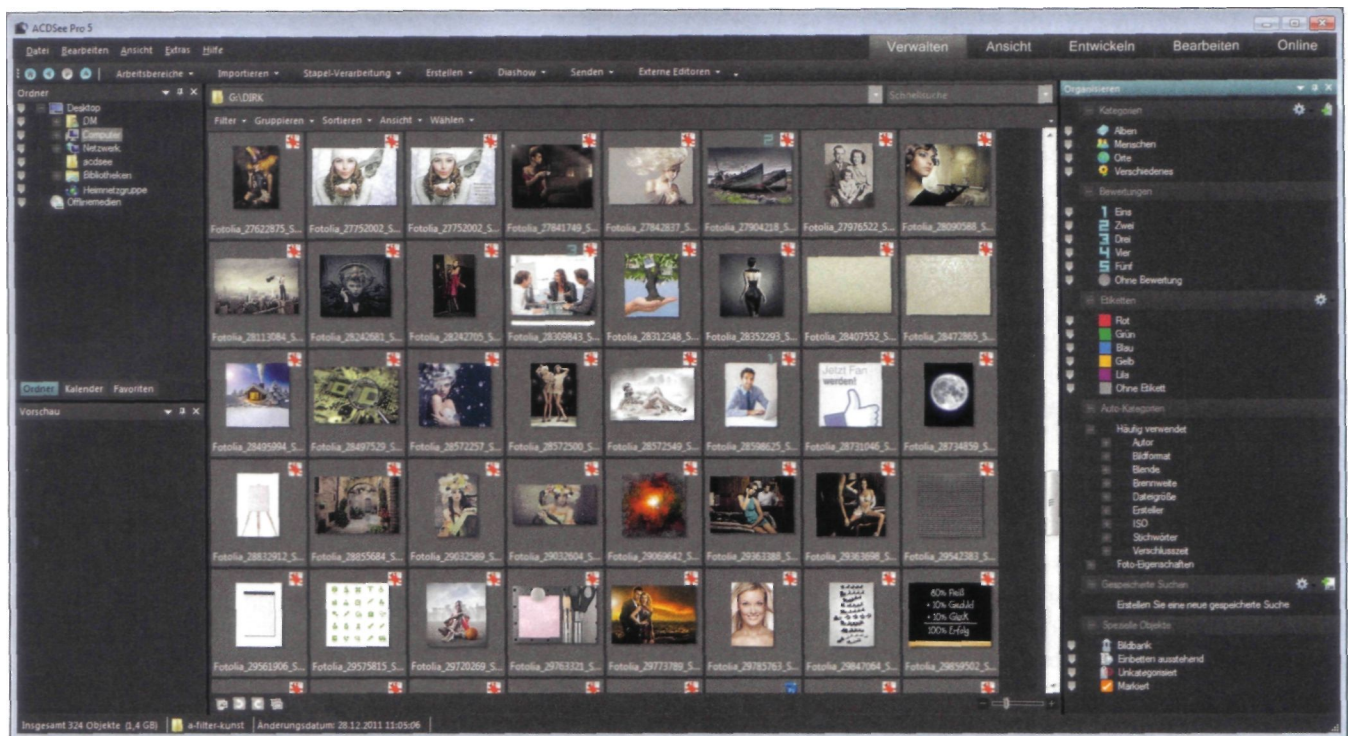 ACDSee Pro 5
Datei Bearbeiten Ansicht Extras Hilfe
Verwalten Ansicht Entwickeln Bearbeiten Online
Arbeitsbereiche Importieren Stapel-Verarbeitung Erstellen Diashow Senden Externe Editoren
Ordner
Desktop
DM
Computer
Netzwerk
acdsee
Bibliotheken
Heimnetzgruppe
Offlinemedien
Ordner Kalender Favoriten
Vorschau
G:\DIRK
Schnellsuche
Filter Gruppieren Sortieren Ansicht Wählen
Fotolia_27622875_S... Fotolia_27752002_S... Fotolia_27752002_S... Fotolia_27841749_S... Fotolia_27842837_S... Fotolia_27904218_S... Fotolia_27976522_S... Fotolia_28090588_S...
Fotolia_28113084_S... Fotolia_28242681_S... Fotolia_28242705_S... Fotolia_28309843_S... Fotolia_28312348_S... Fotolia_28352293_S... Fotolia_28407552_S... Fotolia_28472865_S...
Jetzt Fan
werden!
Fotolia_28495994_S... Fotolia_28497529_S... Fotolia_28572257_S... Fotolia_28572500_S... Fotolia_28572549_S... Fotolia_28598625_S... Fotolia_28731046_S... Fotolia_28734859_S...
Fotolia_28832912_S... Fotolia_28855684_S... Fotolia_29032589_S... Fotolia_29032604_S... Fotolia_29069642_S... Fotolia_29363388_S... Fotolia_29363698_S... Fotolia_29542383_S...
80% Fleiß
+ 10% Geduld
+ 10% Glück
100% Erfolg
Fotolia_29561906_S... Fotolia_29575815_S... Fotolia_29720269_S... Fotolia_29763321_S... Fotolia_29773789_S... Fotolia_29785763_S... Fotolia_29847064_S... Fotolia_29859502_S...
Organisieren
Kategorien
Alben
Menschen
Orte
Verschiedenes
Bewertungen
1 Eins
2 Zwei
3 Drei
4 Vier
5 Fünf
Ohne Bewertung
Etiketten
Rot
Grün
Blau
Gelb
Lila
Ohne Etikett
Auto-Kategorien
Häufig verwendet
Autor
Bildformat
Blende
Brennweite
Dateigröße
Ersteller
ISO
Stichwörter
Verschlusszeit
Foto-Eigenschaften
Gespeicherte Suchen
Erstellen Sie eine neue gespeicherte Suche
Spezielle Objekte
Bildbank
Einbetten ausstehend
Unkategorisiert
Markiert
Insgesamt 324 Objekte (1,4 GB) a-filter-kunst Änderungsdatum: 28.12.2011 11:05:06